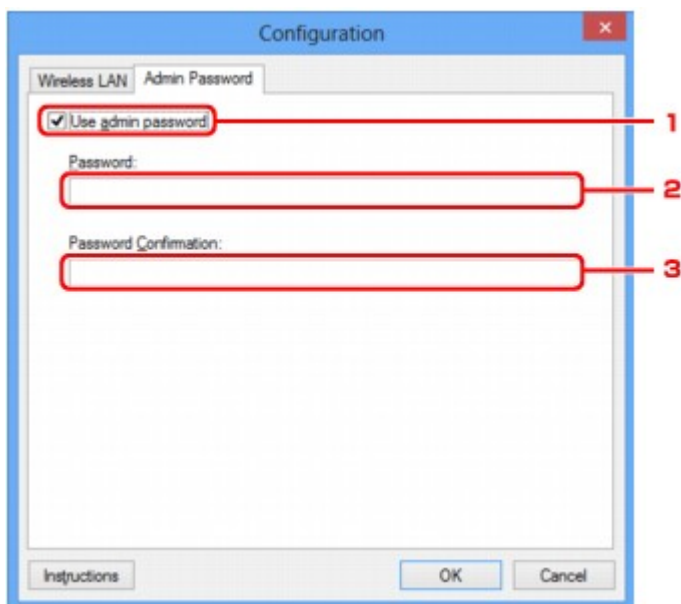 Configuration
Wireless LAN Admin Password
Use admin password 1
Password:
2
Password Confirmation:
3
Instructions OK Cancel